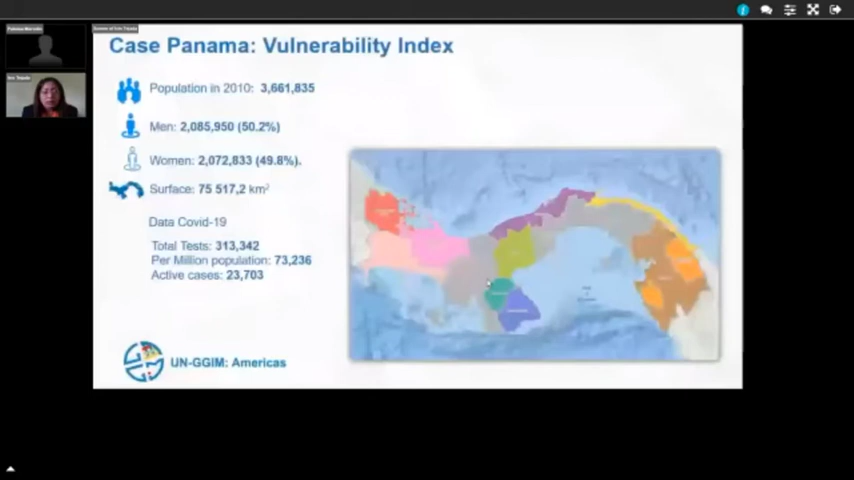 Case Panama: Vulnerability Index
Population in 2010: 3,661,835
Men: 2,085,950 (50.2%)
Women: 2,072,833 (49.8%).
Surface: 75 517,2 km²
Data Covid-19
Total Tests: 313,342
Per Million population: 73,236
Active cases: 23,703
UN-GGIM: Americas